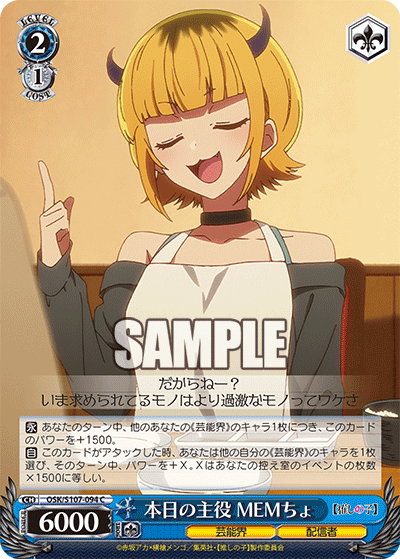 LEVEL
2
1
COST
SAMPLE
だからねー？
いま求められてるモノはより過激なモノってワケさ
永 あなたのターン中、他のあなたの《芸能界》のキャラ1枚につき、このカード
のパワーを＋1500。
自 このカードがアタックした時、あなたは他の自分の《芸能界》のキャラを1枚
選び、そのターン中、パワーを＋X。Xはあなたの控え室のイベントの枚数
×1500に等しい。
CH OSK/S107-094 C
6000
本日の主役 MEMちょ
【推しの子】
芸能界
配信者
©赤坂アカ×横槍メンゴ／集英社・【推しの子】製作委員会